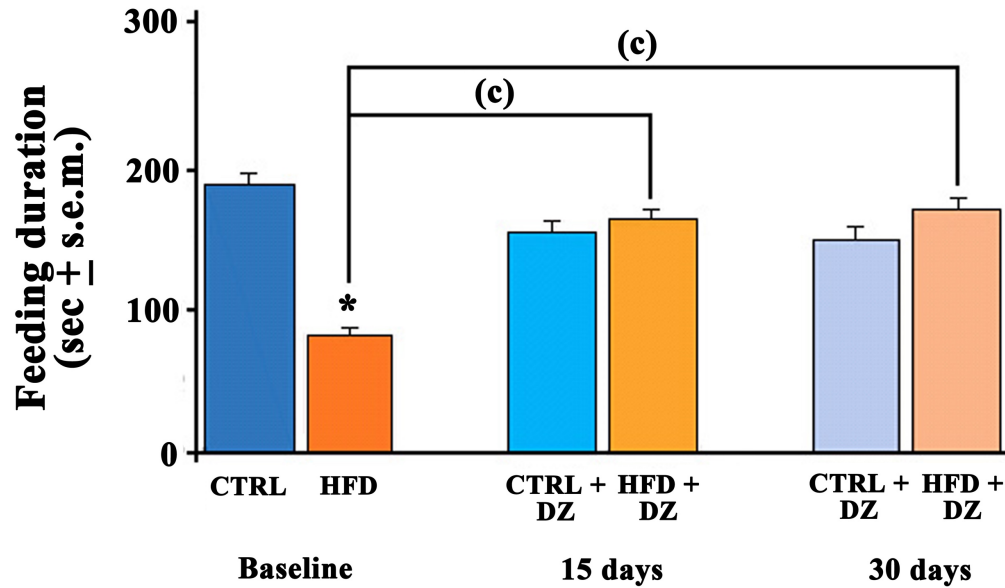 Feeding duration
(sec ± s.e.m.)
300
200
100
0
(c)
(c)
*
CTRL
HFD
CTRL +
DZ
HFD +
DZ
CTRL +
DZ
HFD +
DZ
Baseline
15 days
30 days